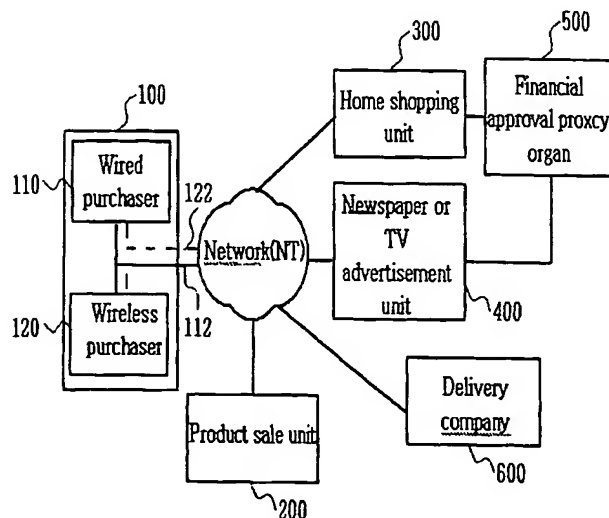 500
300
Financial
approval proxcy
organ
Home shopping
unit
100
Wired
purchaser
110
122
Network(NT)
Newspaper or
TV
advertisement
unit
400
Wireless
purchaser
120
112
Delivery
company
600
Product sale unit
200